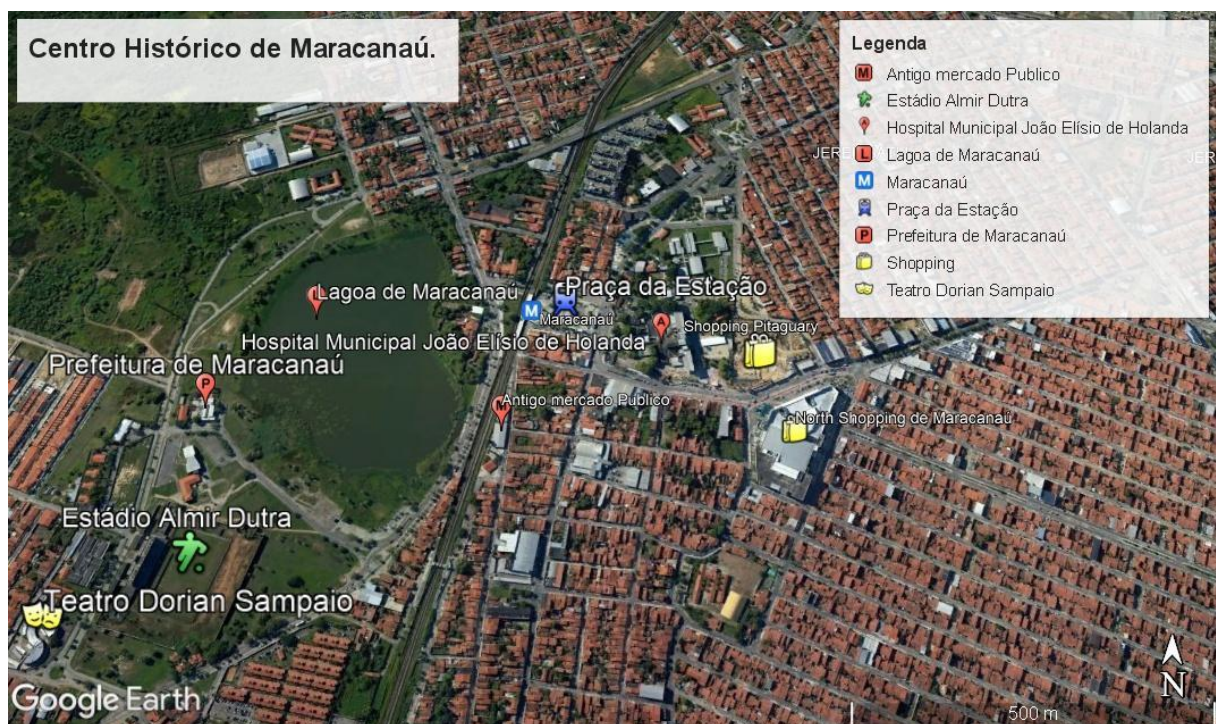 Centro Histórico de Maracanaú.
Legenda
M Antigo mercado Publico
Estádio Almir Dutra
A Hospital Municipal João Elísio de Holanda
L Lagoa de Maracanaú
M Maracanaú
Praça da Estação
P Prefeitura de Maracanaú
Shopping
Teatro Dorian Sampaio
L Lagoa de Maracanaú
Praça da Estação
M Maracanaú
A
Shopping Pitaguary
Hospital Municipal João Elísio de Holanda
Prefeitura de Maracanaú
P
Antigo mercado Publico
M
North Shopping de Maracanaú
Estádio Almir Dutra
Teatro Dorian Sampaio
N
Google Earth
500 m